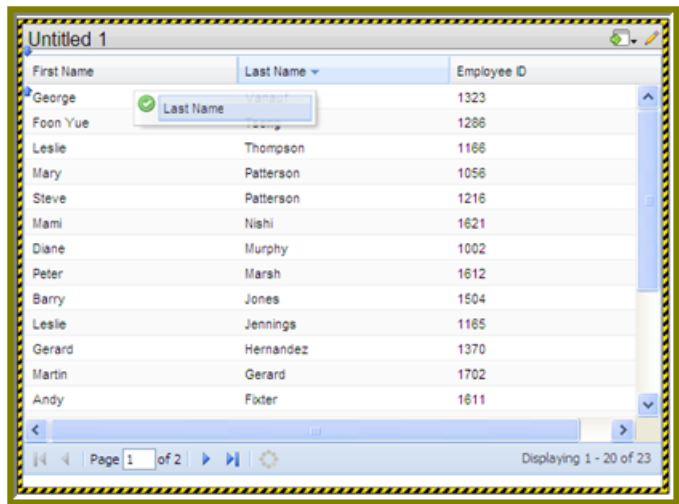 Untitled 1
First Name Last Name Employee ID
George 1323
Last Name
Foon Yue 1286
Leslie Thompson 1166
Mary Patterson 1056
Steve Patterson 1216
Mami Nishi 1621
Diane Murphy 1002
Peter Marsh 1612
Barry Jones 1504
Leslie Jennings 1165
Gerard Hernandez 1370
Martin Gerard 1702
Andy Fixter 1611
Page 1 of 2 Displaying 1 - 20 of 23